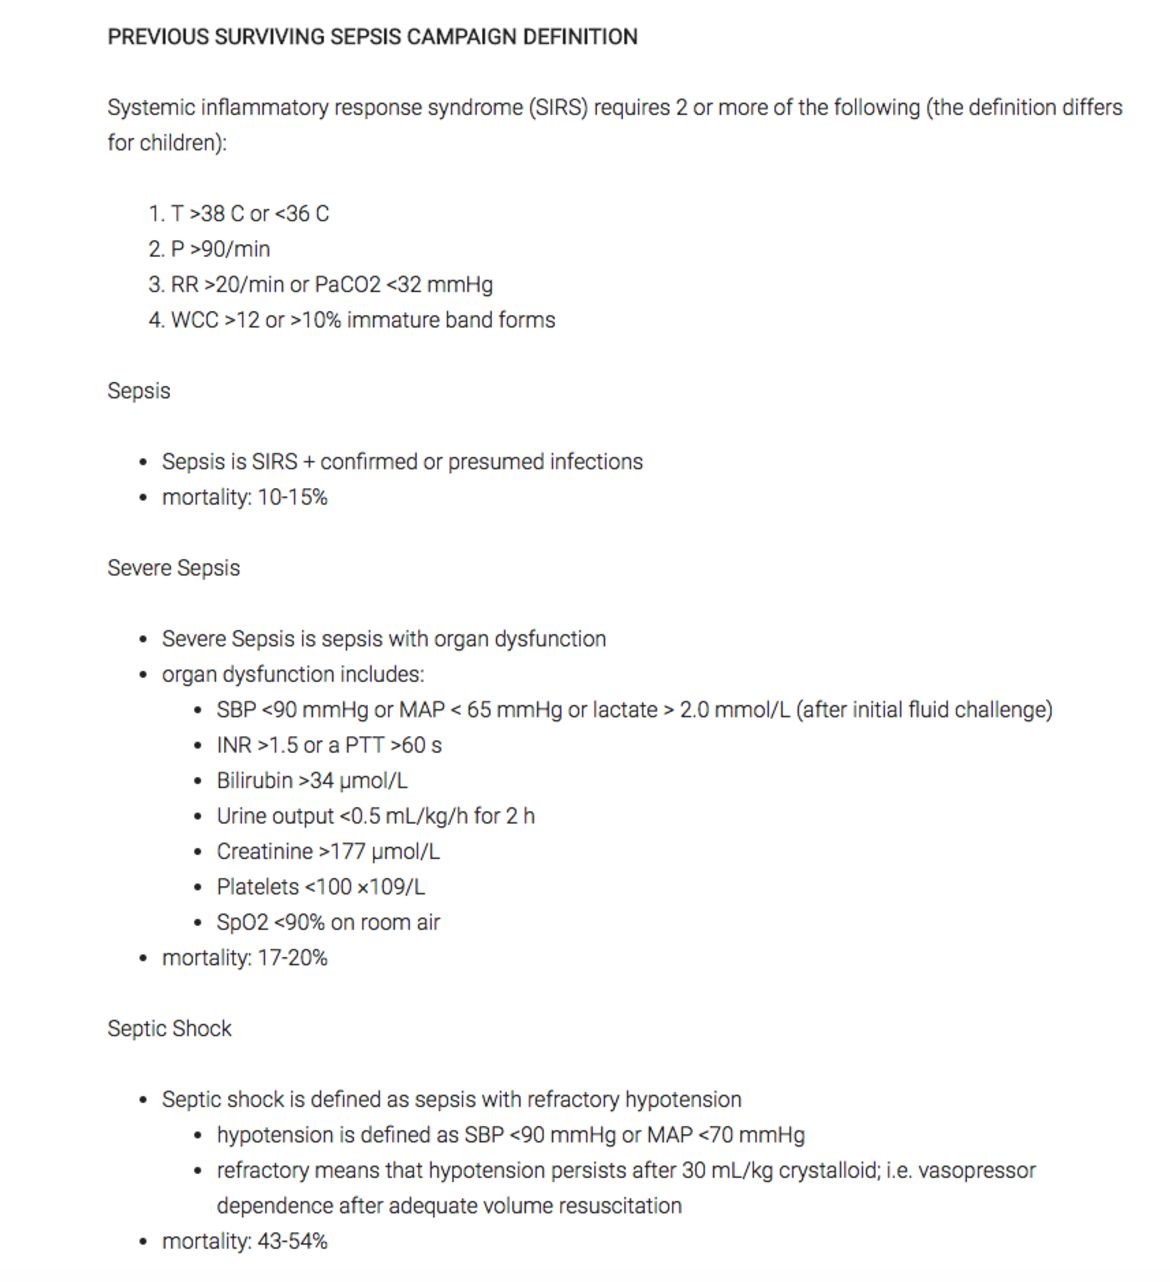 PREVIOUS SURVIVING SEPSIS CAMPAIGN DEFINITION
Systemic inflammatory response syndrome (SIRS) requires 2 or more of the following (the definition differs
for children):
1. T >38 C or <36 C
2. P >90/min
3. RR >20/min or PaCO2 <32 mmHg
4. WCC >12 or >10% immature band forms
Sepsis
• Sepsis is SIRS + confirmed or presumed infections
• mortality: 10-15%
Severe Sepsis
• Severe Sepsis is sepsis with organ dysfunction
• organ dysfunction includes:
• SBP <90 mmHg or MAP < 65 mmHg or lactate > 2.0 mmol/L (after initial fluid challenge)
• INR >1.5 or a PTT >60 s
• Bilirubin >34 μmol/L
• Urine output <0.5 mL/kg/h for 2 h
• Creatinine >177 μmol/L
• Platelets <100 ×109/L
• SpO2 <90% on room air
• mortality: 17-20%
Septic Shock
• Septic shock is defined as sepsis with refractory hypotension
• hypotension is defined as SBP <90 mmHg or MAP <70 mmHg
• refractory means that hypotension persists after 30 mL/kg crystalloid; i.e. vasopressor
dependence after adequate volume resuscitation
• mortality: 43-54%